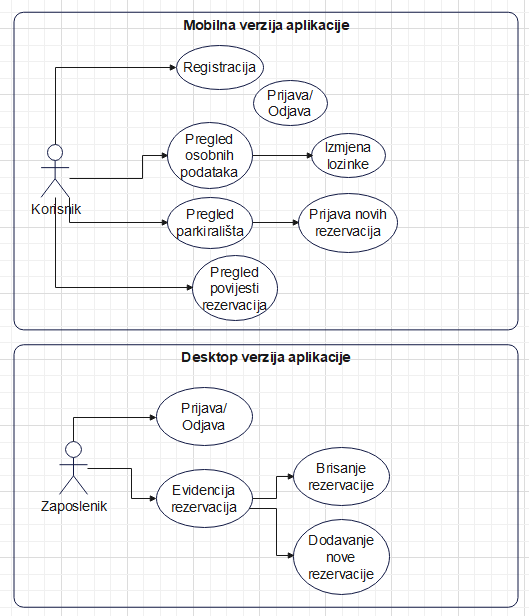 Mobilna verzija aplikacije
Registracija
Prijava/
Odjava
Pregled
osobnih
podataka
Izmjena
lozinke
Korisnik
Pregled
parkirališta
Prijava novih
rezervacija
Pregled
povijesti
rezervacija
Desktop verzija aplikacije
Prijava/
Odjava
Zaposlenik
Evidencija
rezervacija
Brisanje
rezervacije
Dodavanje
nove
rezervacije